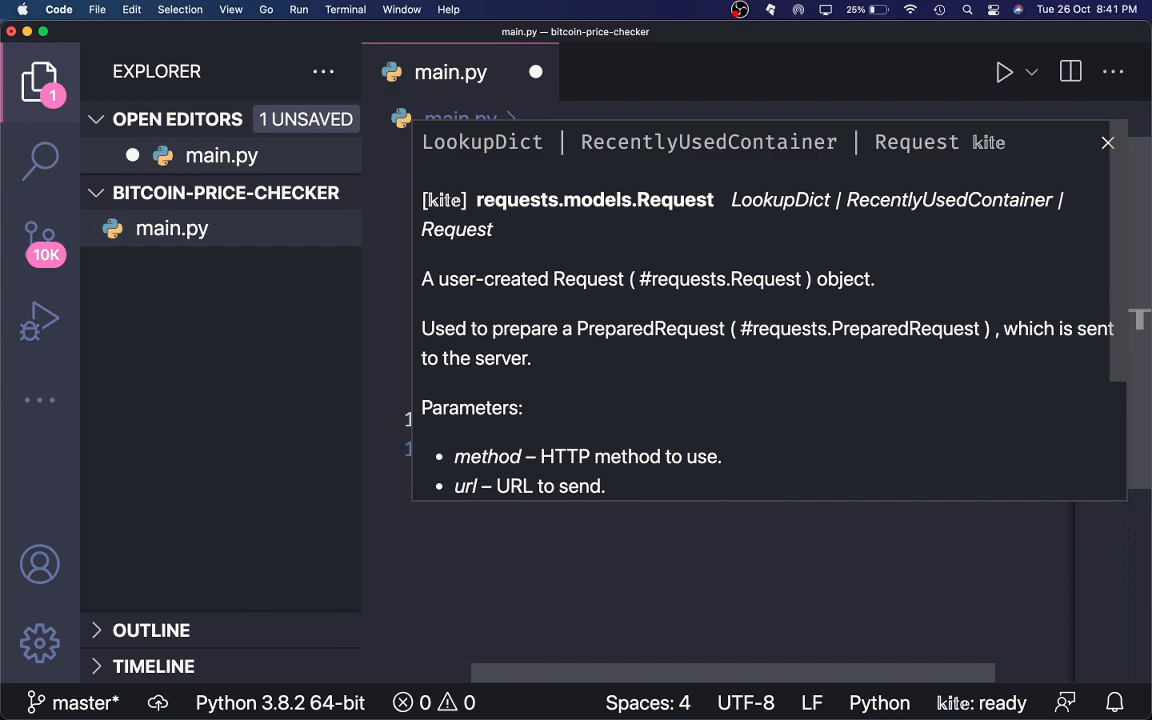 Code File Edit Selection View Go Run Terminal Window Help 25% Tue 26 Oct 8:41 PM
main.py — bitcoin-price-checker
EXPLORER
main.py
1
OPEN EDITORS 1 UNSAVED
main.py
main.py
BITCOIN-PRICE-CHECKER
main.py
10K
LookupDict | RecentlyUsedContainer | Request kite
[kite] requests.models.Request LookupDict | RecentlyUsedContainer |
Request
A user-created Request ( #requests.Request ) object.
Used to prepare a PreparedRequest ( #requests.PreparedRequest ) , which is sent
to the server.
Parameters:
• method – HTTP method to use.
• url – URL to send.
OUTLINE
TIMELINE
master* Python 3.8.2 64-bit 0 0 Spaces: 4 UTF-8 LF Python kite: ready